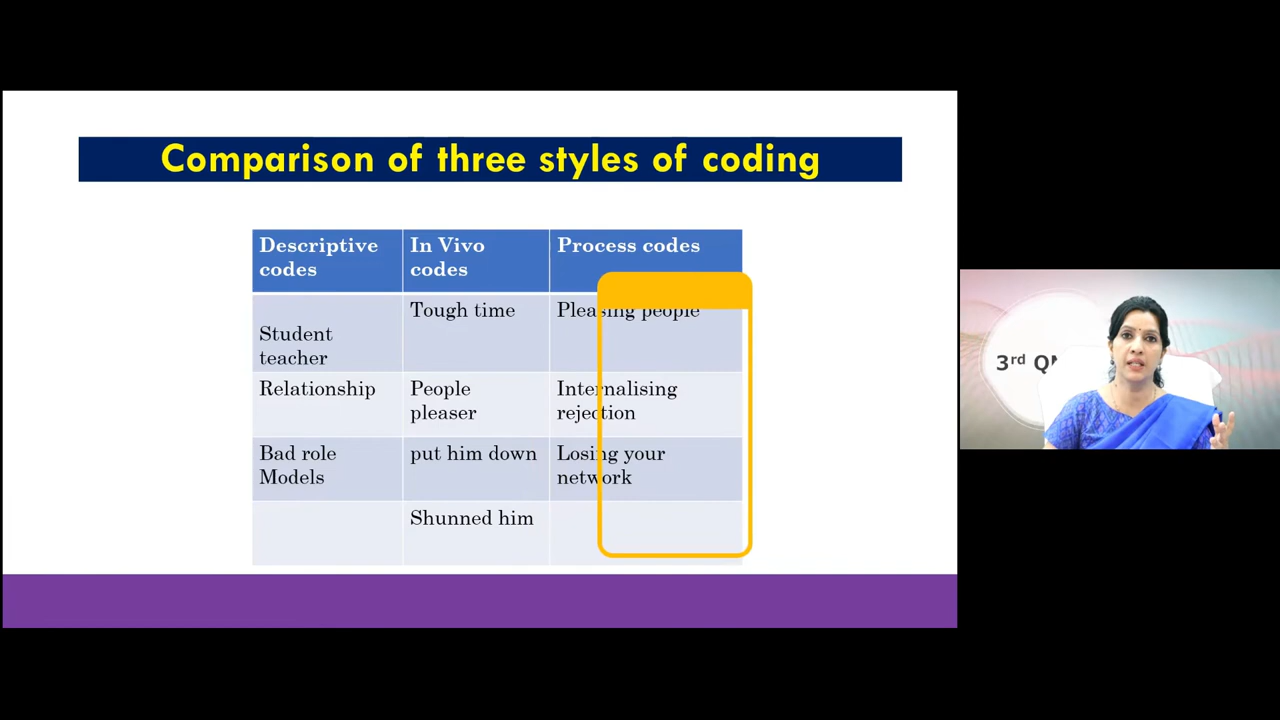 Comparison of three styles of coding
Descriptive codes
In Vivo codes
Process codes
Student teacher
Tough time
Pleasing people
Relationship
People pleaser
Internalising rejection
Bad role Models
put him down
Losing your network
Shunned him
3rd QM